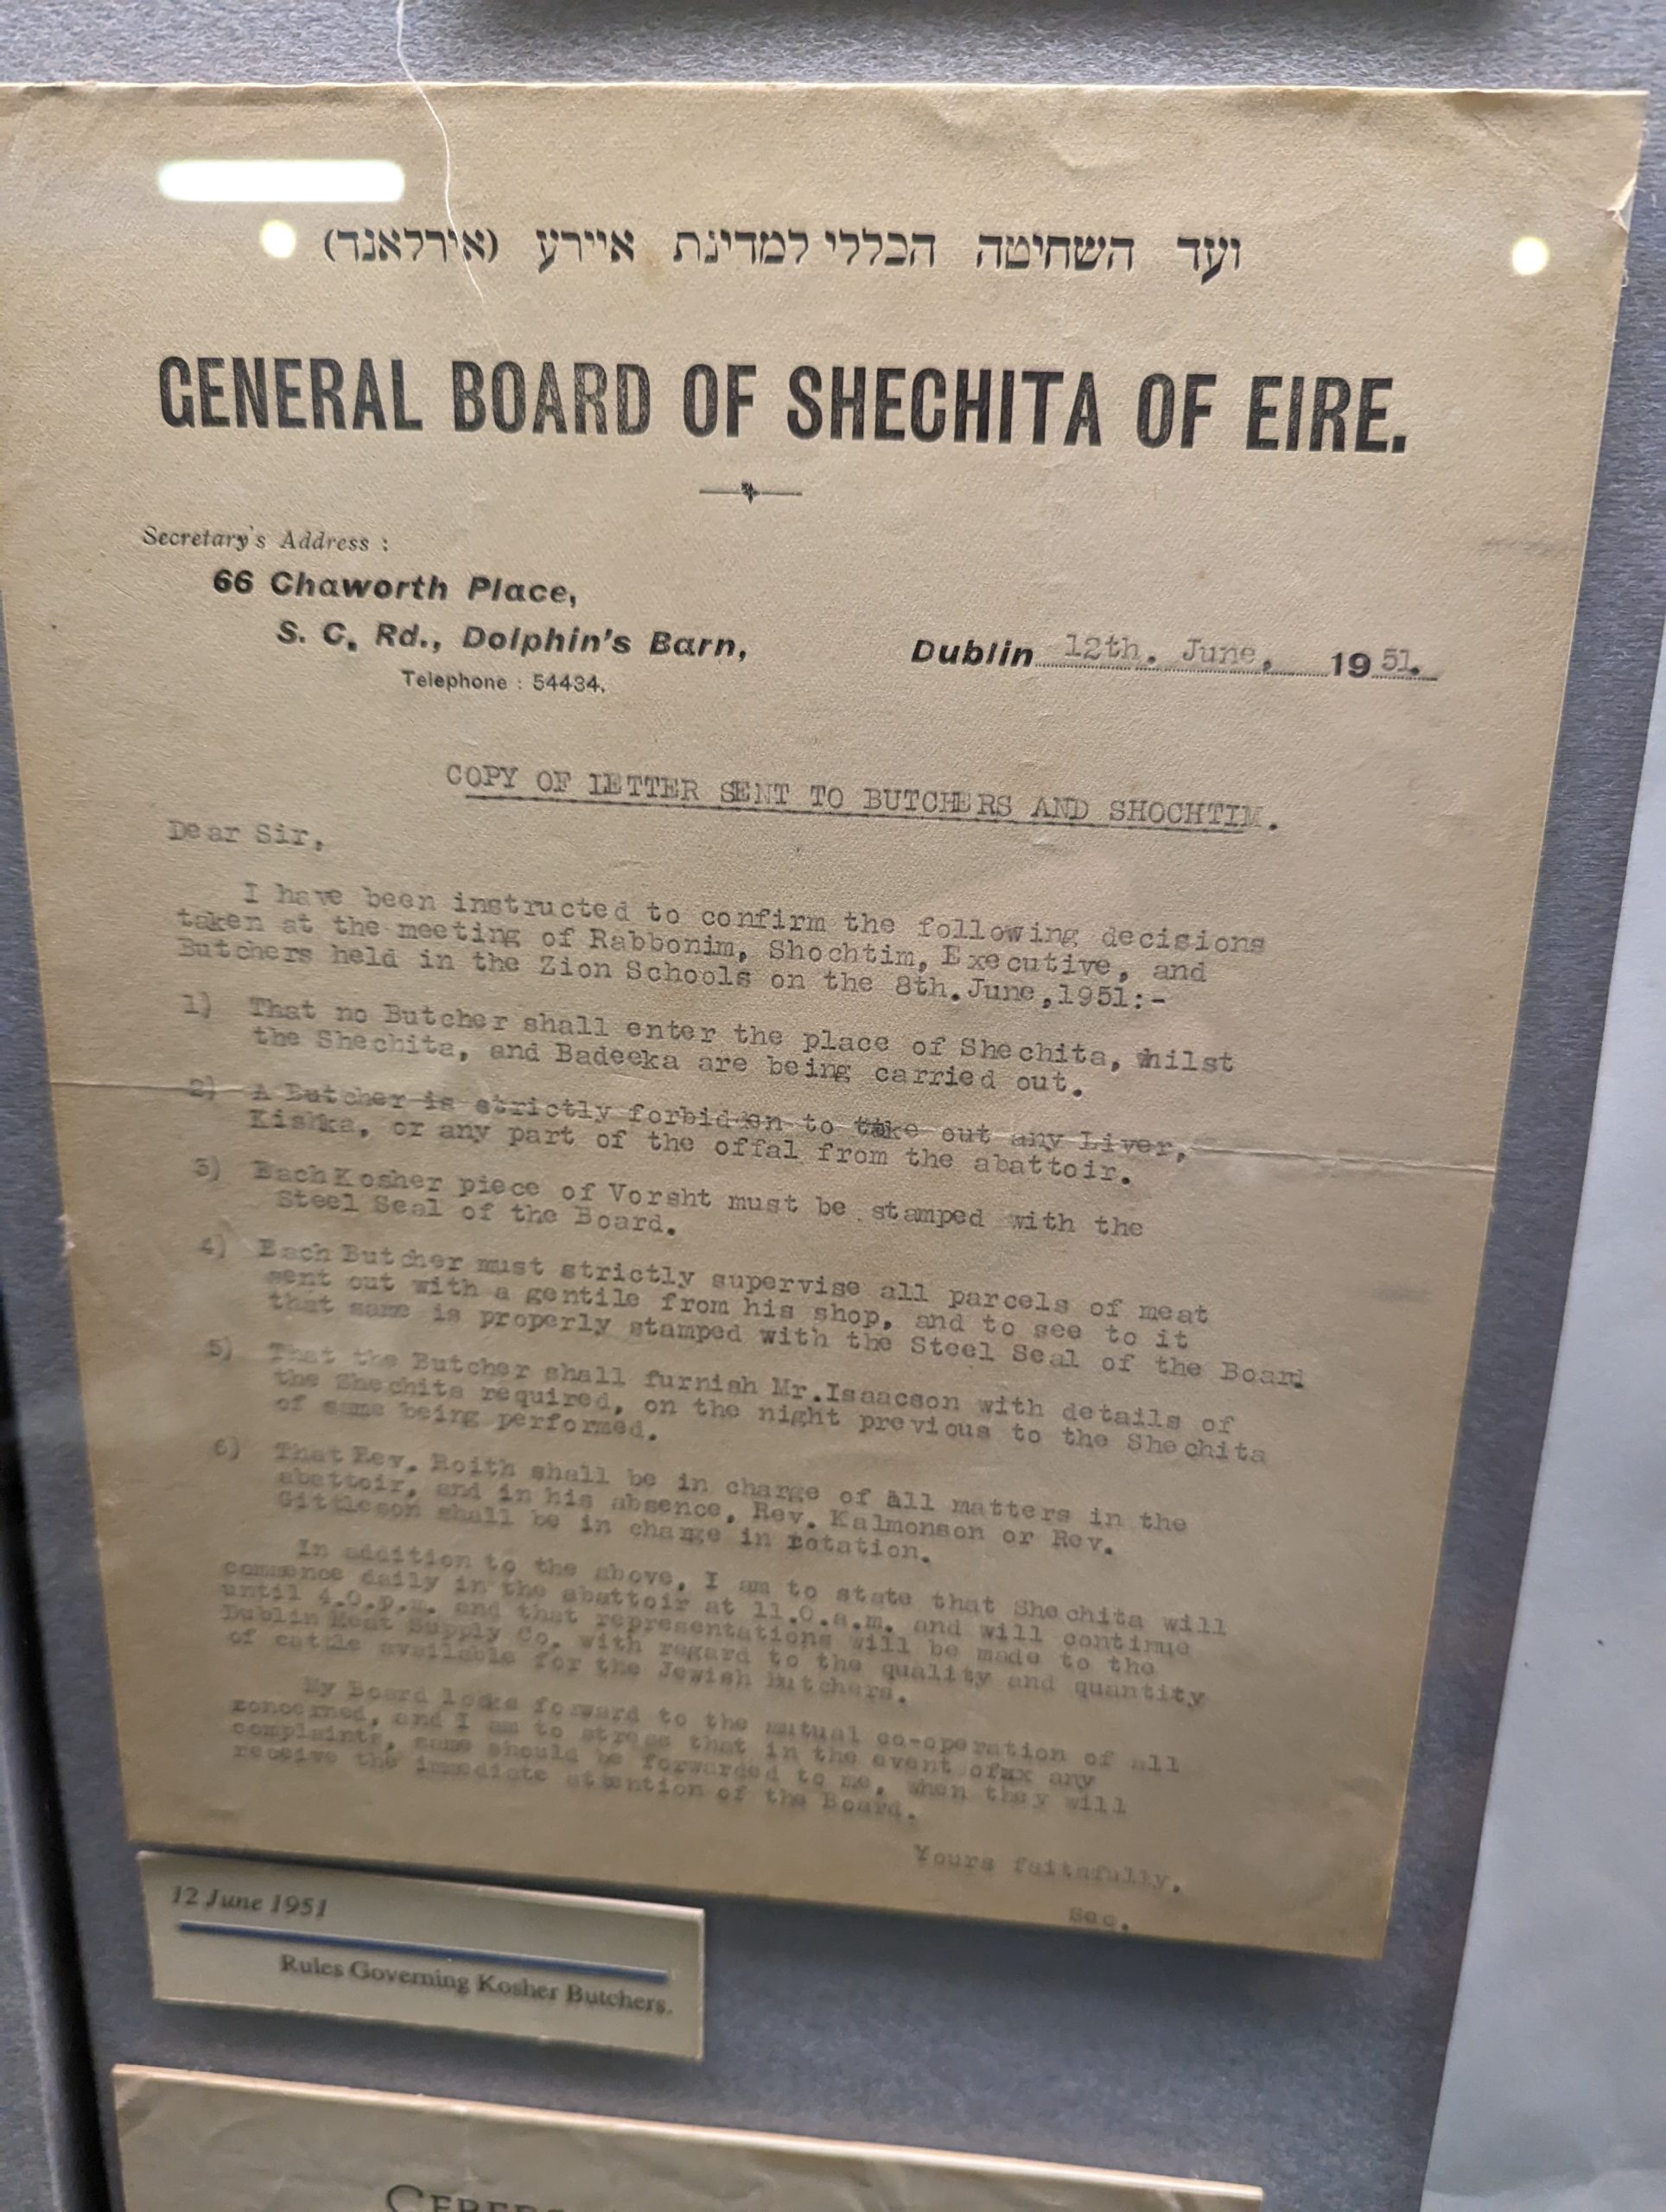 ועד השחיטה הכללי למדינת איירע (אירלאנד)
GENERAL BOARD OF SHECHITA OF EIRE.
Secretary's Address :
66 Chaworth Place,
S. C. Rd., Dolphin's Barn,
Telephone : 54434.
Dublin 12th. June, 1951.
COPY OF LETTER SENT TO BUTCHERS AND SHOCHTIM.
Dear Sir,
I have been instructed to confirm the following decisions
taken at the meeting of Rabbonim, Shochtim, Executive, and
Butchers held in the Zion Schools on the 8th.June,1951:-
1) That no Butcher shall enter the place of Shechita, whilst
the Shechita, and Badeeka are being carried out.
2) A Butcher is strictly forbidden to take out any Liver,
Kishka, or any part of the offal from the abattoir.
3) Each Kosher piece of Vorsht must be stamped with the
Steel Seal of the Board.
4) Each Butcher must strictly supervise all parcels of meat
sent out with a gentile from his shop, and to see to it
that same is properly stamped with the Steel Seal of the Board
5) That the Butcher shall furnish Mr.Isaacson with details of
the Shechita required, on the night previous to the Shechita
of same being performed.
6) That Rev. Roith shall be in charge of all matters in the
abattoir, and in his absence, Rev. Kalmonson or Rev.
Gittleson shall be in charge in rotation.
In addition to the above, I am to state that Shechita will
commence daily in the abattoir at 11.0.a.m. and will continue
until 4.0.p.m. and that representations will be made to the
Dublin Meat Supply Co. with regard to the quality and quantity
of cattle available for the Jewish butchers.
My Board looks forward to the mutual co-operation of all
concerned, and I am to stress that in the event ofxx any
complaints, same should be forwarded to me, when they will
receive the immediate attention of the Board.
Yours faithfully,
Sec.
12 June 1951
Rules Governing Kosher Butchers.